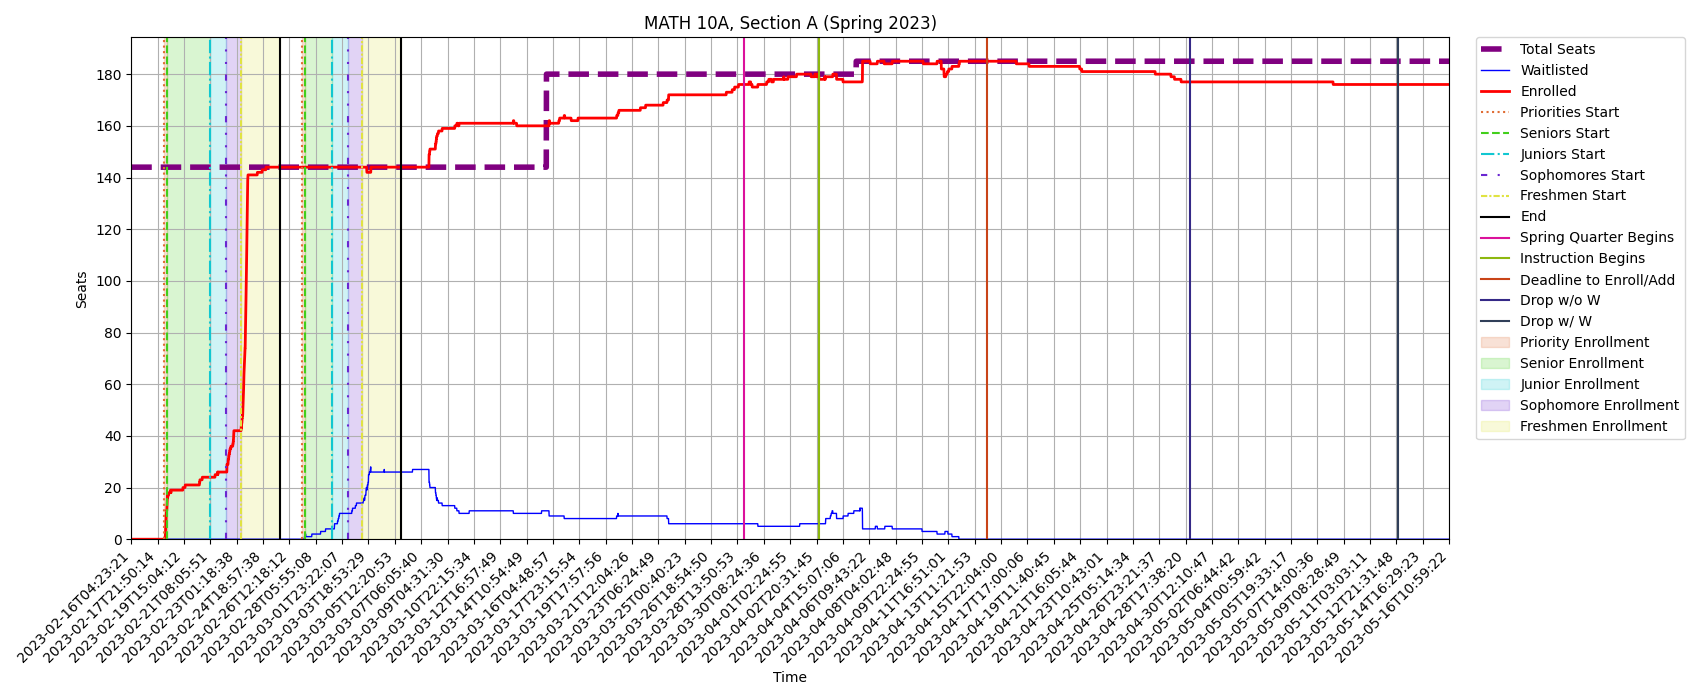 MATH 10A, Section A (Spring 2023)
Seats
180
160
140
120
100
80
60
40
20
0
2023-02-16T04:23:21
2023-02-17T21:50:14
2023-02-19T15:04:12
2023-02-21T08:05:51
2023-02-23T01:18:38
2023-02-24T18:57:38
2023-02-26T12:18:12
2023-02-28T05:55:08
2023-03-01T23:22:07
2023-03-03T18:53:29
2023-03-05T12:20:53
2023-03-07T06:05:40
2023-03-09T04:31:30
2023-03-10T22:15:34
2023-03-12T16:57:49
2023-03-14T10:54:49
2023-03-16T04:48:57
2023-03-17T23:15:54
2023-03-19T17:57:56
2023-03-21T12:04:26
2023-03-23T06:24:49
2023-03-25T00:40:23
2023-03-26T18:54:50
2023-03-28T13:50:53
2023-03-30T08:24:36
2023-04-01T02:24:55
2023-04-02T20:31:45
2023-04-04T15:07:06
2023-04-06T09:43:22
2023-04-08T04:02:48
2023-04-09T22:24:55
2023-04-11T16:51:01
2023-04-13T11:21:53
2023-04-15T22:04:00
2023-04-17T17:00:06
2023-04-19T11:40:45
2023-04-21T16:05:44
2023-04-23T10:43:01
2023-04-25T05:14:34
2023-04-26T23:21:37
2023-04-28T17:38:20
2023-04-30T12:10:47
2023-05-02T06:44:42
2023-05-04T00:59:42
2023-05-05T19:33:17
2023-05-07T14:00:36
2023-05-09T08:28:49
2023-05-11T03:03:11
2023-05-12T21:31:48
2023-05-14T16:29:23
2023-05-16T10:59:22
Time
Total Seats
Waitlisted
Enrolled
Priorities Start
Seniors Start
Juniors Start
Sophomores Start
Freshmen Start
End
Spring Quarter Begins
Instruction Begins
Deadline to Enroll/Add
Drop w/o W
Drop w/ W
Priority Enrollment
Senior Enrollment
Junior Enrollment
Sophomore Enrollment
Freshmen Enrollment